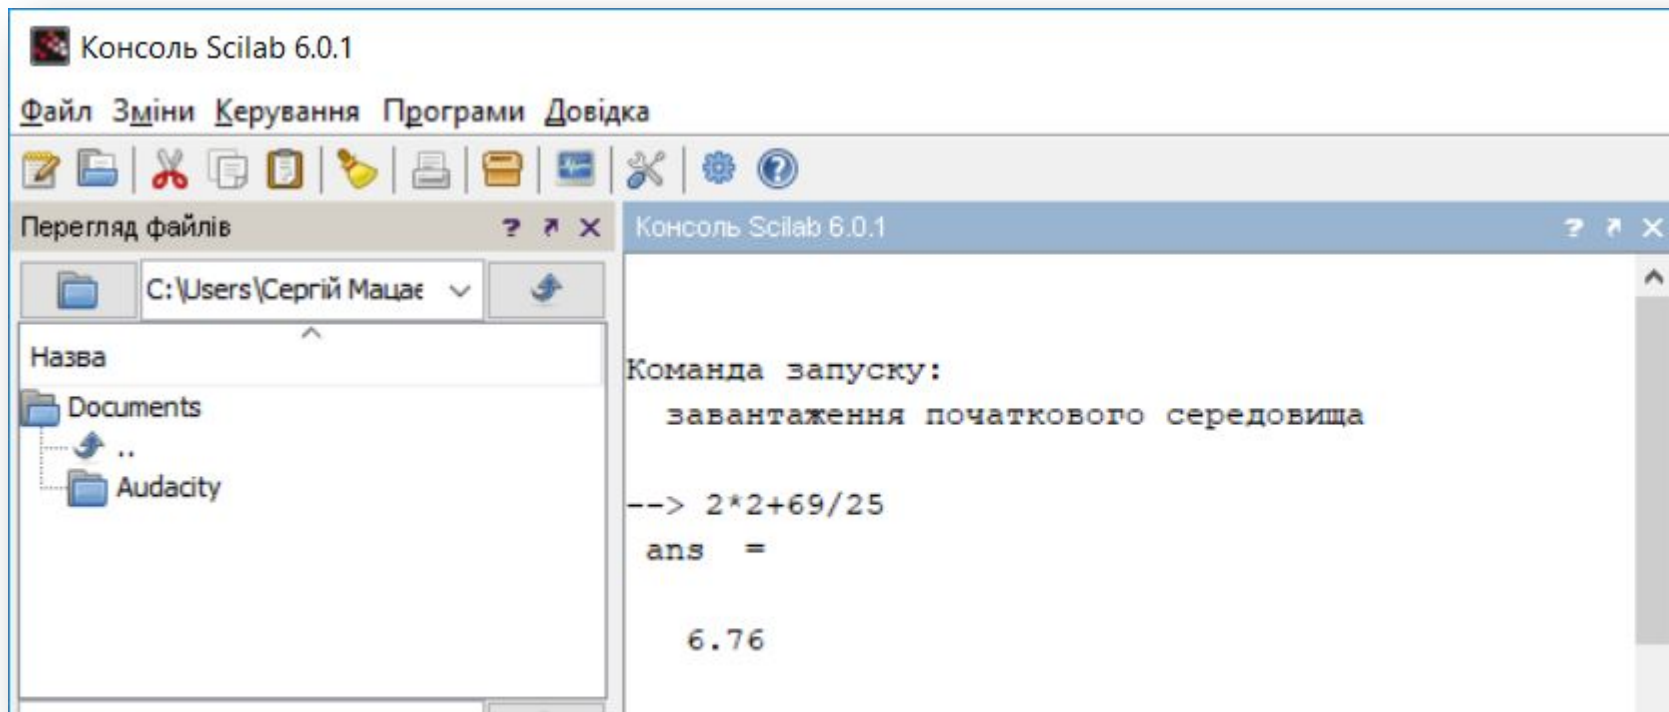 Консоль Scilab 6.0.1
Файл Зміни Керування Програми Довідка
Перегляд файлів
C:\Users\Сергій Мацає
Назва
Documents
..
Audacity
Консоль Scilab 6.0.1
Команда запуску:
завантаження початкового середовища
--> 2*2+69/25
ans =
6.76